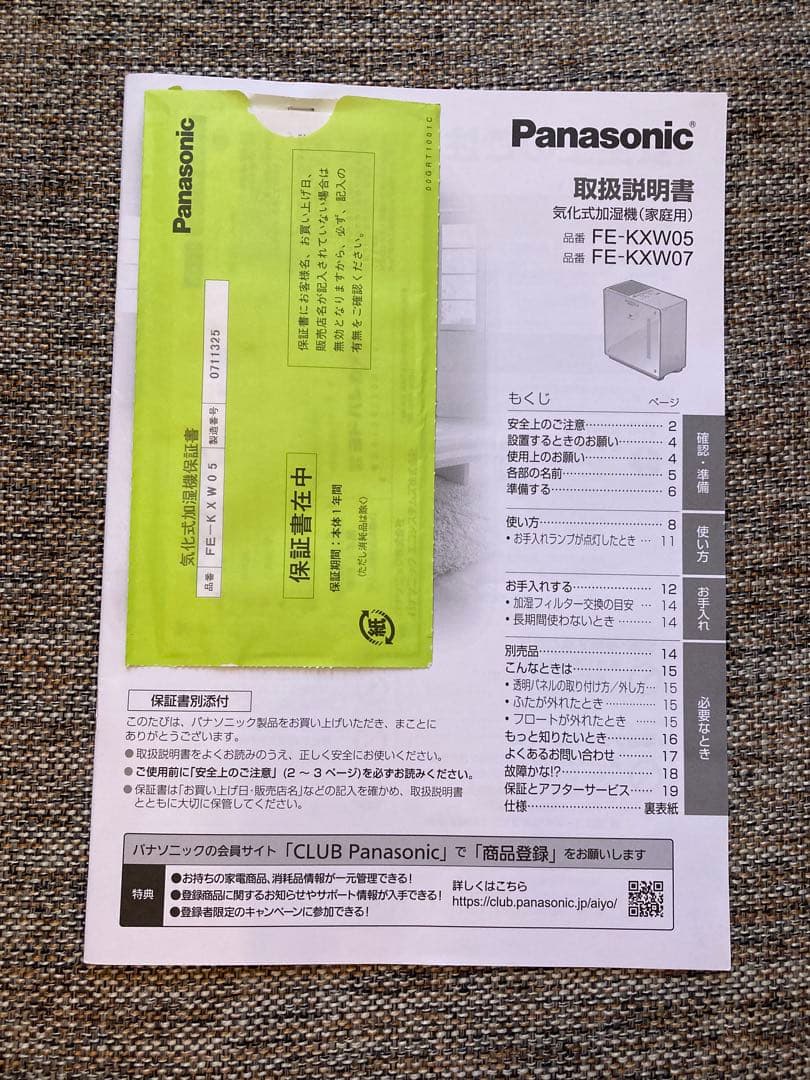 Panasonic
気化式加湿機保証書
品番 FE-KXW05 製造番号 0711325
保証書にお客様名、お買い上げ日、
販売店名が記入されていない場合は
無効となりますから、必ず、記入の
有無をご確認ください。
保証書在中
保証期間:本体1年間
(ただし消耗品は除く)
紙
00GRT1001C
Panasonic®
取扱説明書
気化式加湿機(家庭用)
品番 FE-KXW05
品番 FE-KXW07
もくじ ページ
確認・準備
安全上のご注意 2
設置するときのお願い 4
使用上のお願い 4
各部の名前 5
準備する 6
使い方
使い方 8
・お手入れランプが点灯したとき 11
お手入れ
お手入れする 12
・加湿フィルター交換の目安 14
・長期間使わないとき 14
必要なとき
別売品 14
こんなときは 15
・透明パネルの取り付け方/外し方 15
・ふたが外れたとき 15
・フロートが外れたとき 15
もっと知りたいとき 16
よくあるお問い合わせ 17
故障かな!? 18
保証とアフターサービス 19
仕様 裏表紙
保証書別添付
このたびは、パナソニック製品をお買い上げいただき、まことに
ありがとうございます。
●取扱説明書をよくお読みのうえ、正しく安全にお使いください。
●ご使用前に「安全上のご注意」(2~3ページ)を必ずお読みください。
●保証書は「お買い上げ日・販売店名」などの記入を確かめ、取扱説明書
とともに大切に保管してください。
パナソニックの会員サイト「CLUB Panasonic」で「商品登録」をお願いします
特典
●お持ちの家電商品、消耗品情報が一元管理できる!
●登録商品に関するお知らせやサポート情報が入手できる!
●登録者限定のキャンペーンに参加できる!
詳しくはこちら
https://club.panasonic.jp/aiyo/